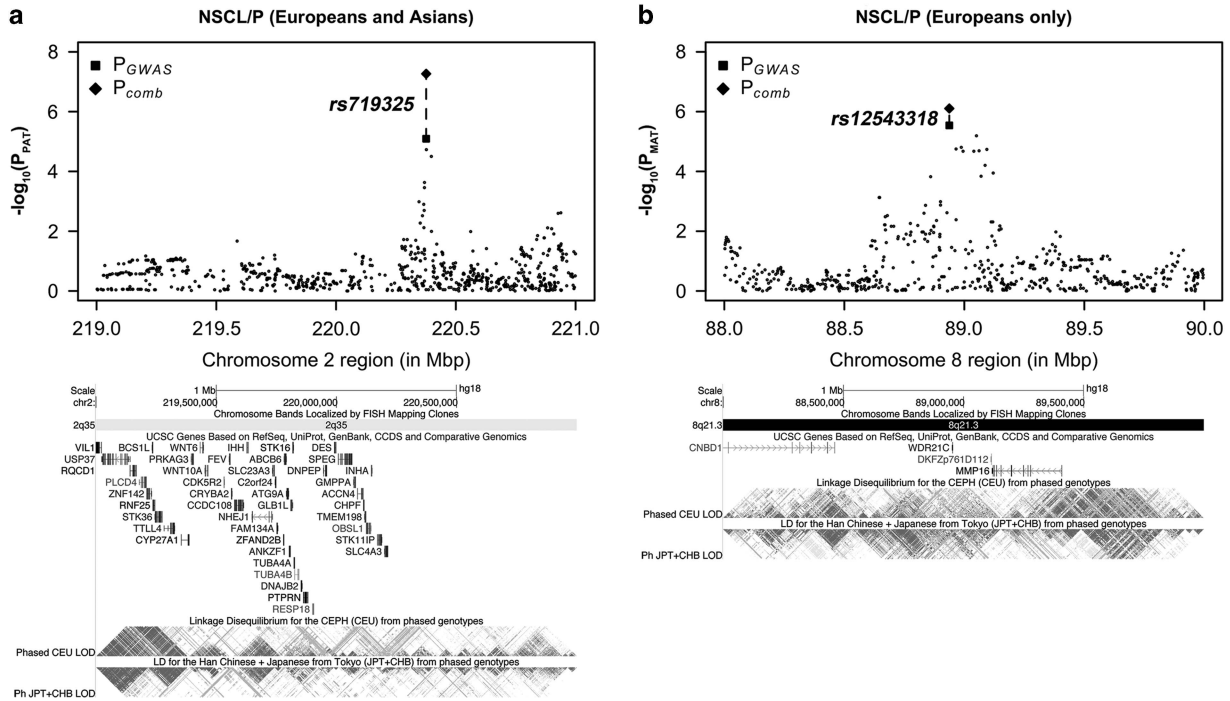 a
NSCL/P (Europeans and Asians)
8
6
4
2
0
-log10(PPAT)
PGWAS
Pcomb
rs719325
219.0 219.5 220.0 220.5 221.0
Chromosome 2 region (in Mbp)
Scale 1 Mb hg18
chr2: 219,500,000 220,000,000 220,500,000
Chromosome Bands Localized by FISH Mapping Clones
2q35 2q35
UCSC Genes Based on RefSeq, UniProt, GenBank, CCDS and Comparative Genomics
VIL1 BCS1L WNT6 IHH STK16 DES
USP37 PRKAG3 FEV ABCB6 SPEG
RQCD1 WNT10A SLC23A3 DNPEP INHA
PLCD4 CDK5R2 C2orf24 GMPPA
ZNF142 CRYBA2 ATG9A ACCN4
RNF25 CCDC108 GLB1L CHPF
STK36 NHEJ1 TMEM198
TTLL4 FAM134A OBSL1
CYP27A1 ZFAND2B STK11IP
ANKZF1 SLC4A3
TUBA4A
TUBA4B
DNAJB2
PTPRN
RESP18
Linkage Disequilibrium for the CEPH (CEU) from phased genotypes
Phased CEU LOD
LD for the Han Chinese + Japanese from Tokyo (JPT+CHB) from phased genotypes
Ph JPT+CHB LOD
b
NSCL/P (Europeans only)
8
6
4
2
0
-log10(PMAT)
PGWAS
Pcomb
rs12543318
88.0 88.5 89.0 89.5 90.0
Chromosome 8 region (in Mbp)
Scale 1 Mb hg18
chr8: 88,500,000 89,000,000 89,500,000
Chromosome Bands Localized by FISH Mapping Clones
8q21.3 8q21.3
UCSC Genes Based on RefSeq, UniProt, GenBank, CCDS and Comparative Genomics
CNBD1 WDR21C
DKFZp761D112
MMP16
Linkage Disequilibrium for the CEPH (CEU) from phased genotypes
Phased CEU LOD
LD for the Han Chinese + Japanese from Tokyo (JPT+CHB) from phased genotypes
Ph JPT+CHB LOD